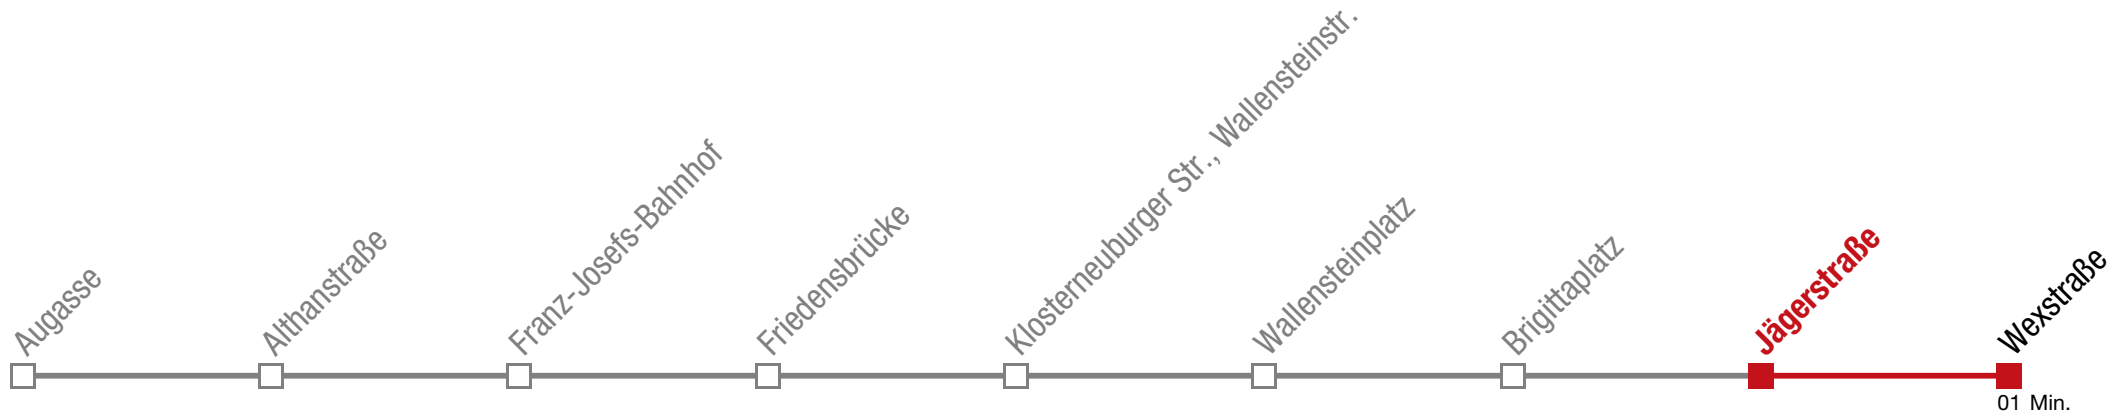 Augasse
Althanstraße
Franz-Josefs-Bahnhof
Friedensbrücke
Klosterneuburger Str., Wallensteinstr.
Wallensteinplatz
Brigittaplatz
Jägerstraße
Wexstraße
01 Min.